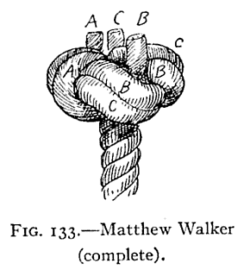 A C B
C
A B
B
C
FIG. 133.—Matthew Walker
(complete).